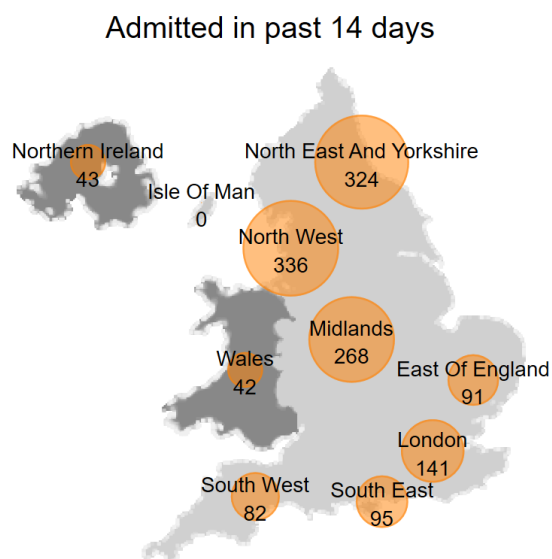 Admitted in past 14 days
Northern Ireland
43
North East And Yorkshire
324
Isle Of Man
0
North West
336
Midlands
268
Wales
42
East Of England
91
London
141
South West
82
South East
95